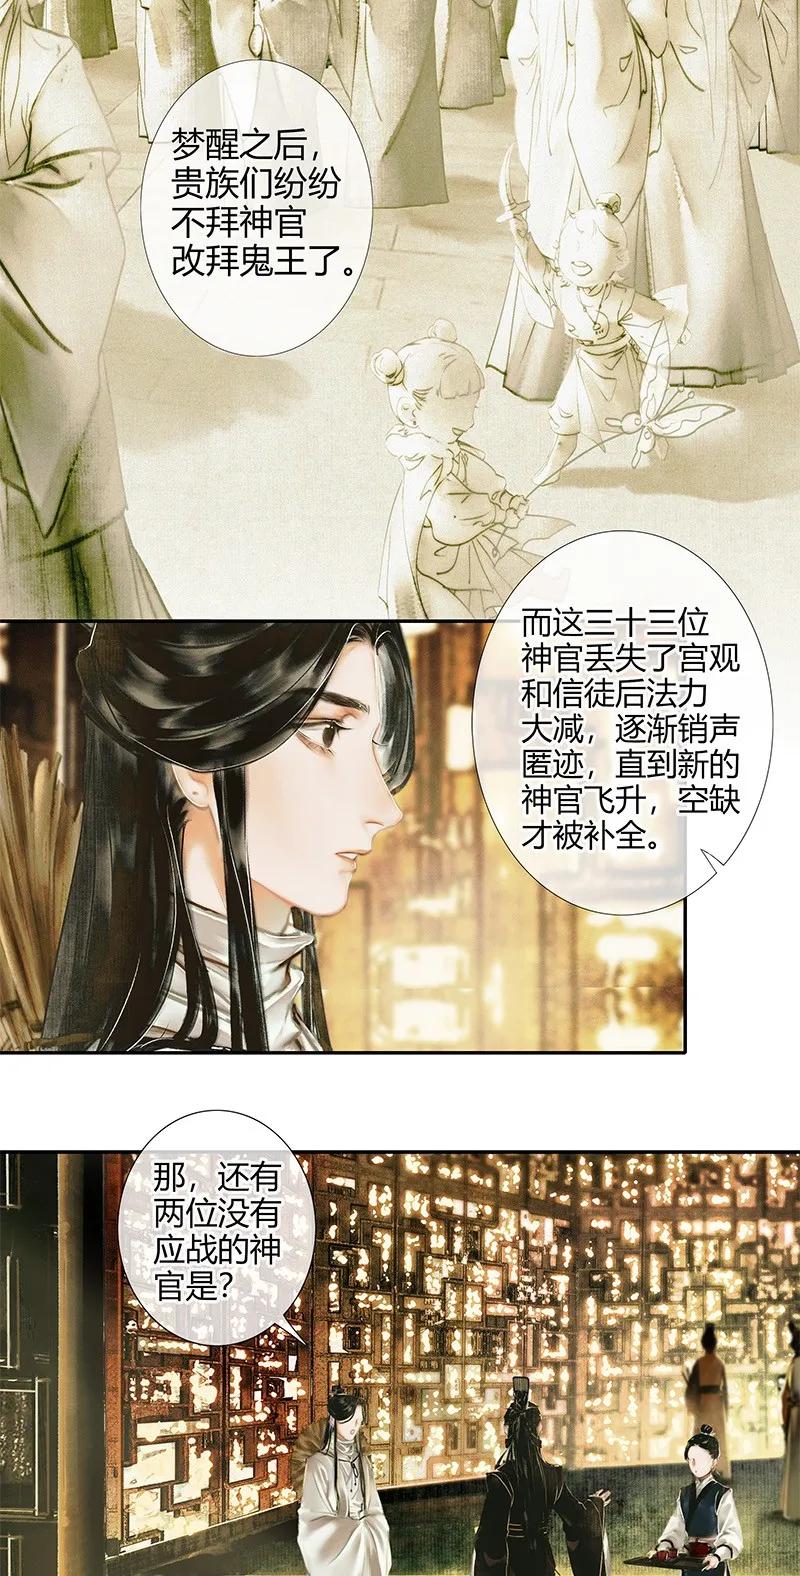 梦醒之后，
贵族们纷纷
不拜神官
改拜鬼王了。
而这三十三位
神官丢失了宫观
和信徒后法力
大减，逐渐销声
匿迹，直到新的
神官飞升，空缺
才被补全。
那，还有
两位没有
应战的神
官是？